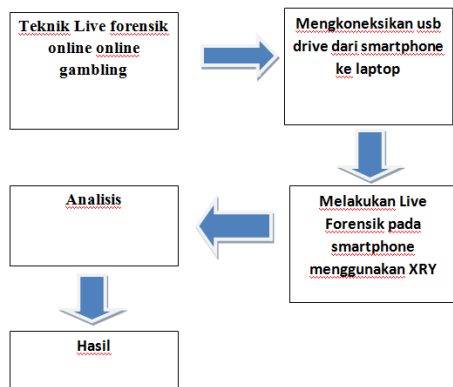 Teknik Live forensik
online online
gambling
Mengkoneksikan usb
drive dari smartphone
ke laptop
Melakukan Live
Forensik pada
smartphone
menggunakan XRY
Analisis
Hasil